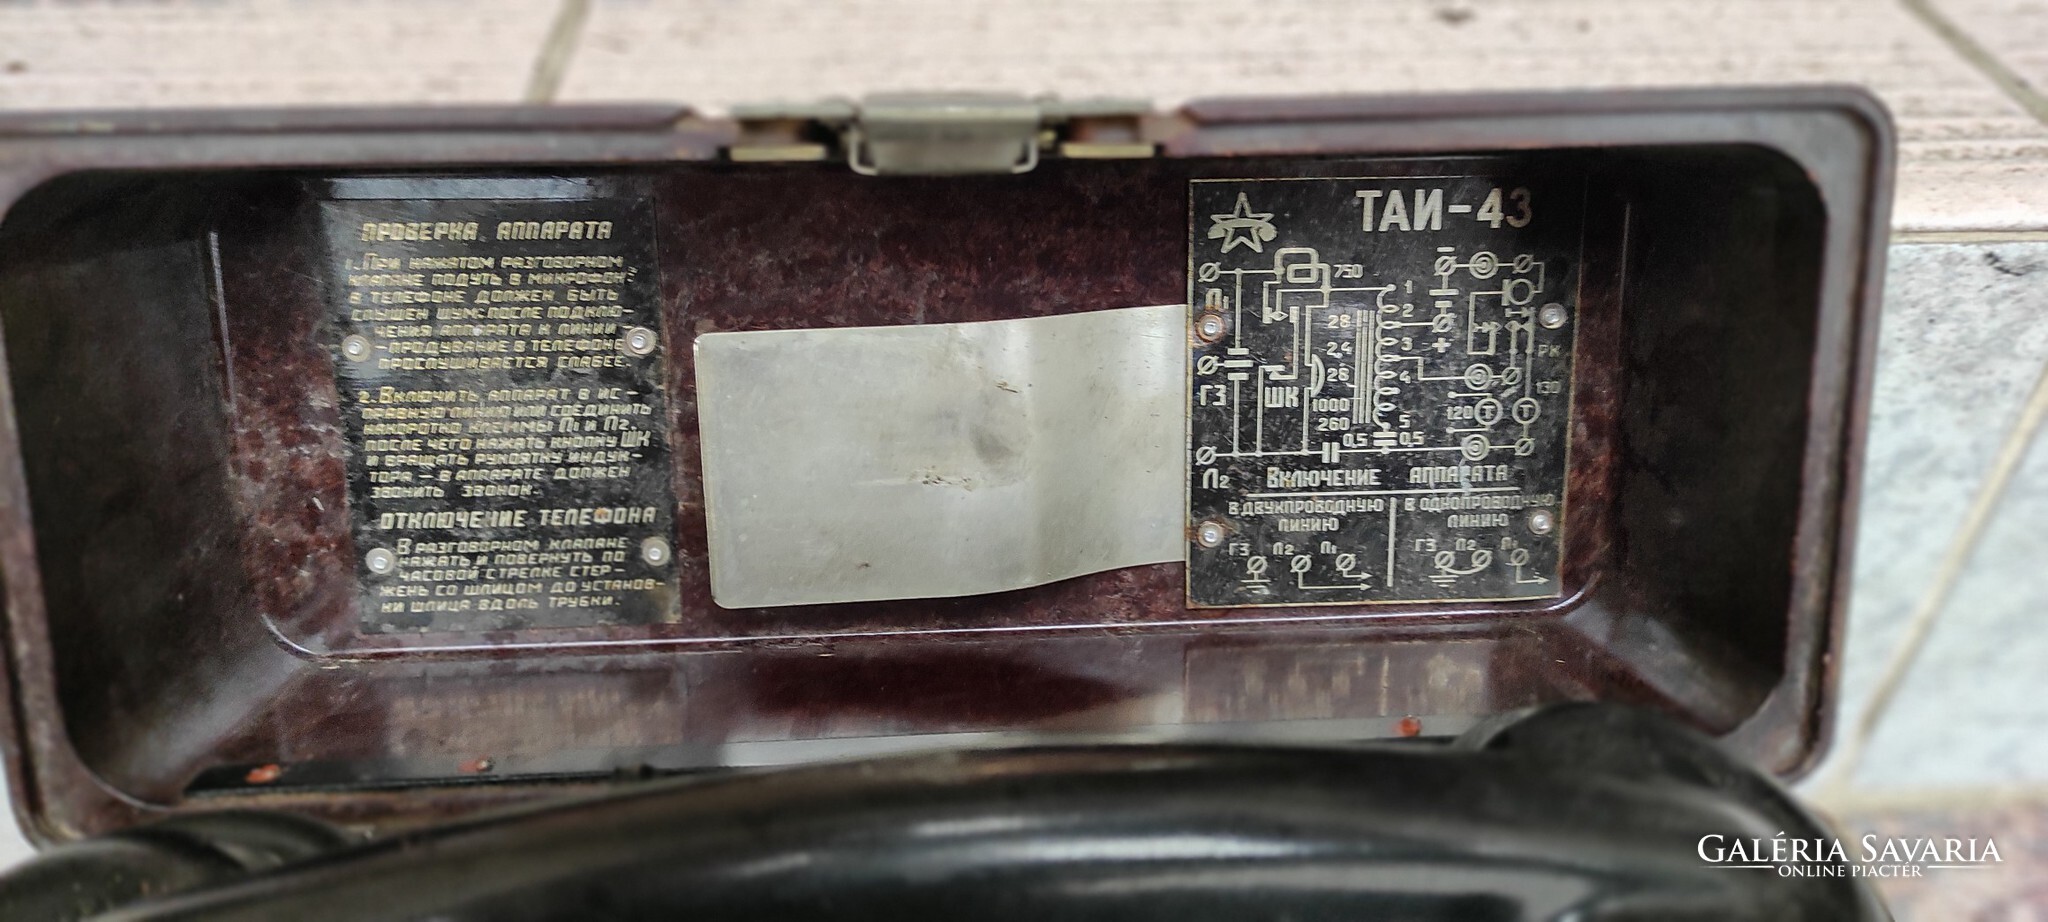 ПРОВЕРКА АППАРАТА
1. ПРИ НАЖАТОМ РАЗГОВОРНОМ
КЛАПАНЕ ПОДУТЬ В МИКРОФОН-
В ТЕЛЕФОНЕ ДОЛЖЕН БЫТЬ
СЛЫШЕН ШУМ: ПОСЛЕ ПОДКЛЮ-
ЧЕНИЯ АППАРАТА К ЛИНИИ -
- ПРОДУВАНИЕ В ТЕЛЕФОНЕ
ПРОСЛУШИВАЕТСЯ СЛАБЕЕ.
2. ВКЛЮЧИТЬ АППАРАТ В ИС-
ПРАВНУЮ ЛИНИЮ ИЛИ СОЕДИНИТЬ
НАКОРОТКО КЛЕММЫ Л1 И Л2,
ПОСЛЕ ЧЕГО НАЖАТЬ КНОПКУ ШК
И ВРАЩАТЬ РУКОЯТКУ ИНДУК-
ТОРА - В АППАРАТЕ ДОЛЖЕН
ЗВОНИТЬ ЗВОНОК.
ОТКЛЮЧЕНИЕ ТЕЛЕФОНА
В РАЗГОВОРНОМ КЛАПАНЕ
НАЖАТЬ И ПОВЕРНУТЬ ПО
ЧАСОВОЙ СТРЕЛКЕ СТЕР-
ЖЕНЬ СО ШЛИЦОМ ДО УСТАНОВ-
КИ ШЛИЦА ВДОЛЬ ТРУБКИ.
ТАИ-43
750
Л1
1
28
2
+
2,4
3
РК
ГЗ
ШК
28
4
130
1000
120
Т
Т
260
5
0,5
0,5
Л2
ВКЛЮЧЕНИЕ АППАРАТА
В ДВУХПРОВОДНУЮ
ЛИНИЮ
В ОДНОПРОВОДНУЮ
ЛИНИЮ
ГЗ Л2 Л1
ГЗ Л2 Л1
GALÉRIA SAVARIA
ONLINE PIACTÉR